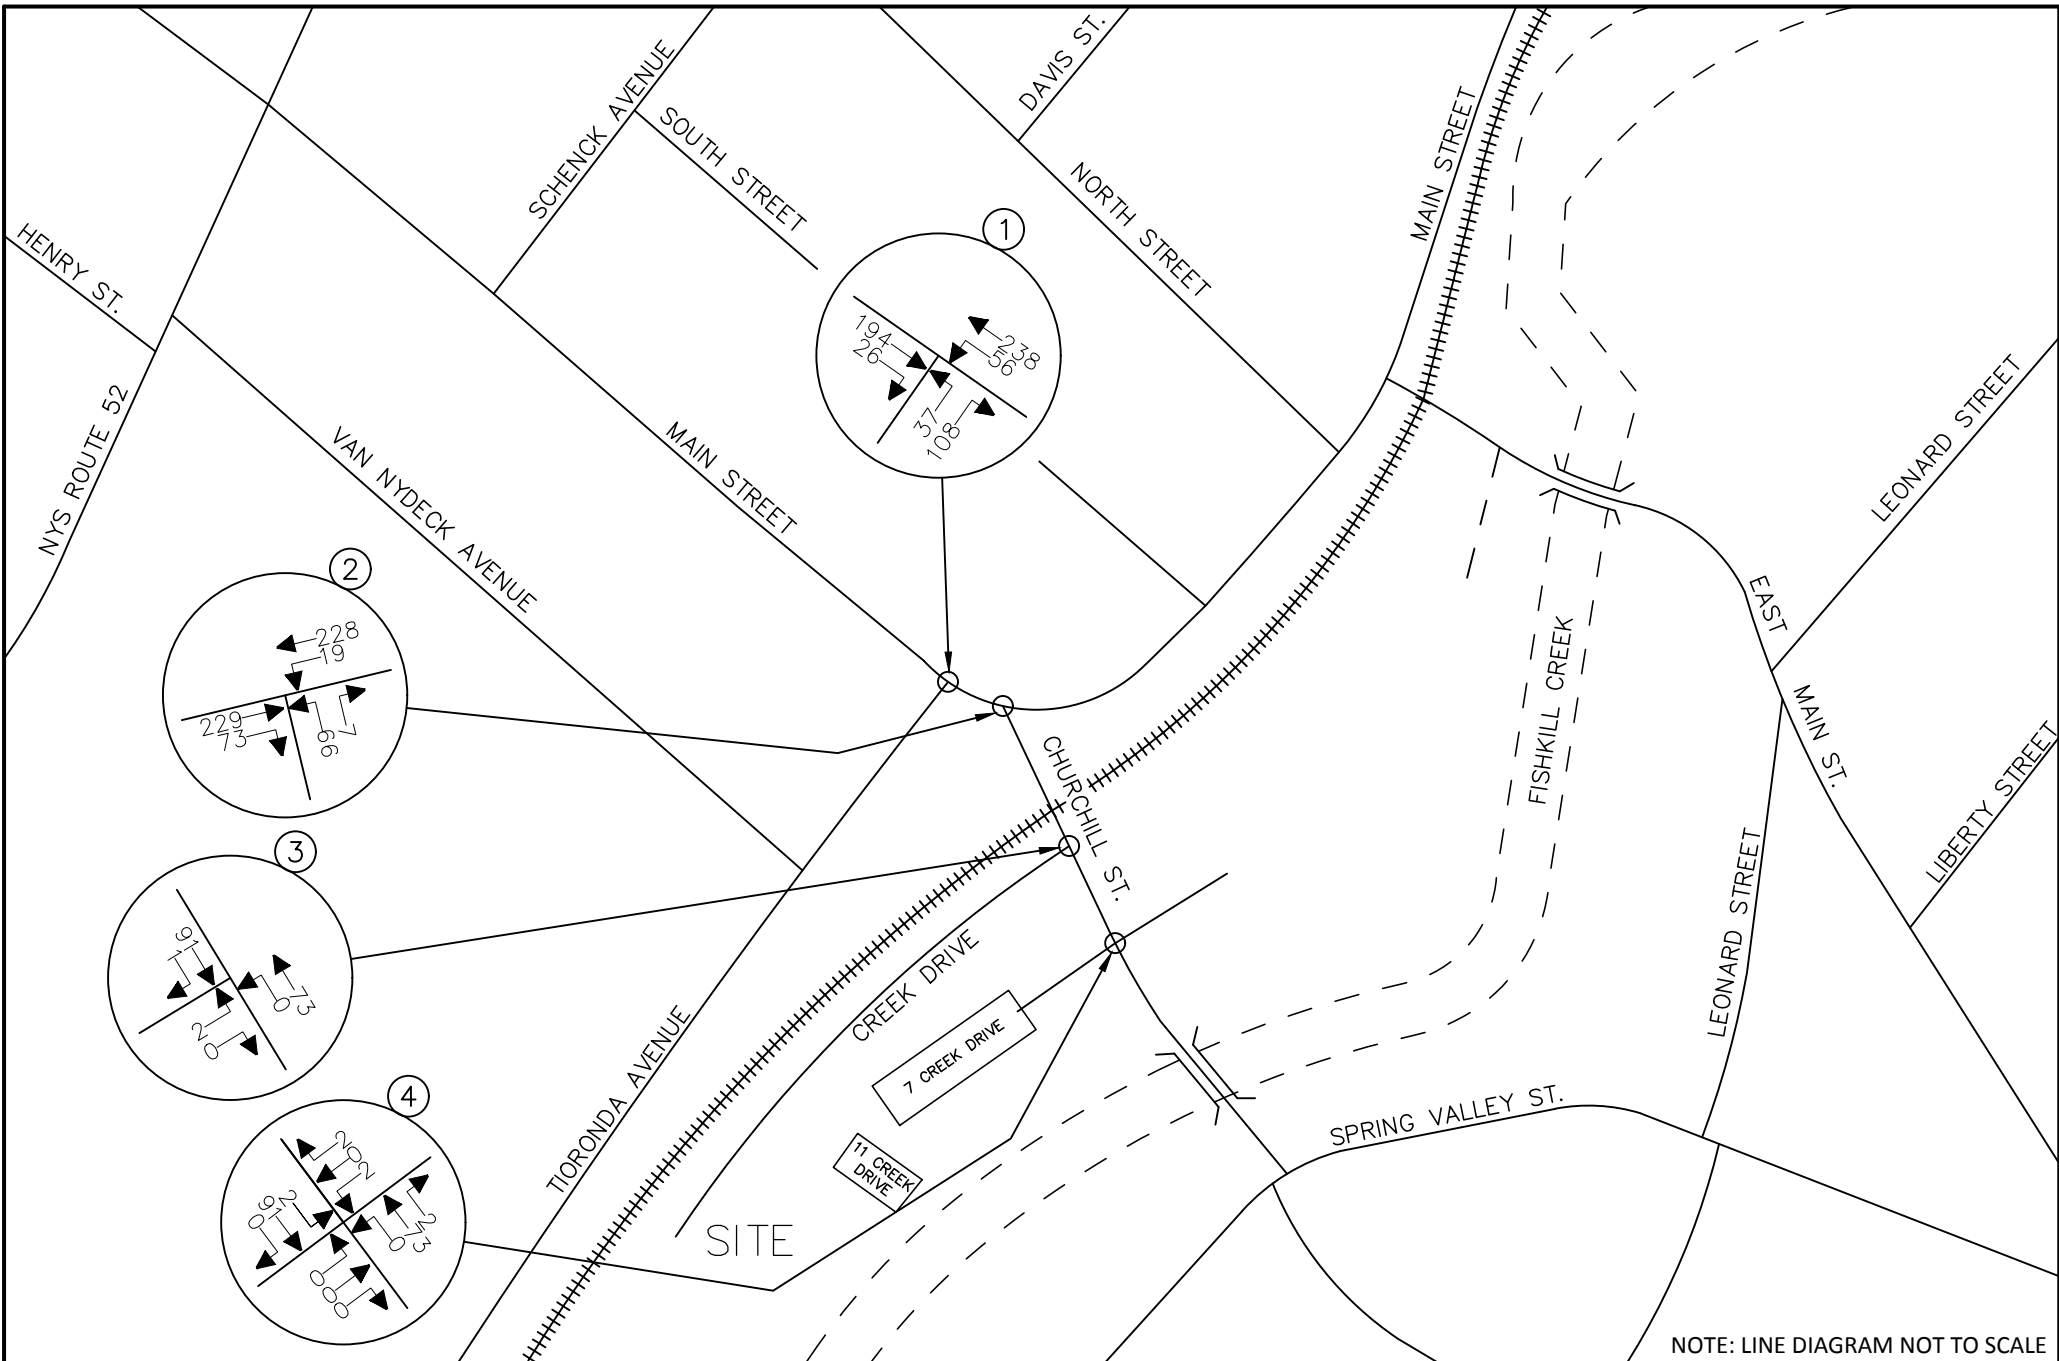 DAVIS ST.
SCHENCK AVENUE
SOUTH STREET
MAIN STREET
NORTH STREET
HENRY ST.
1
194
26
238
56
37
108
NYS ROUTE 52
VAN NYDECK AVENUE
MAIN STREET
LEONARD STREET
2
228
19
229
73
66
7
EAST
MAIN ST.
FISHKILL CREEK
CHURCHILL ST.
LIBERTY STREET
3
91
1
73
0
2
0
CREEK DRIVE
LEONARD STREET
7 CREEK DRIVE
TIORONDA AVENUE
SPRING VALLEY ST.
4
2
0
2
2
91
0
2
73
0
0
0
0
11 CREEK
DRIVE
SITE
NOTE: LINE DIAGRAM NOT TO SCALE